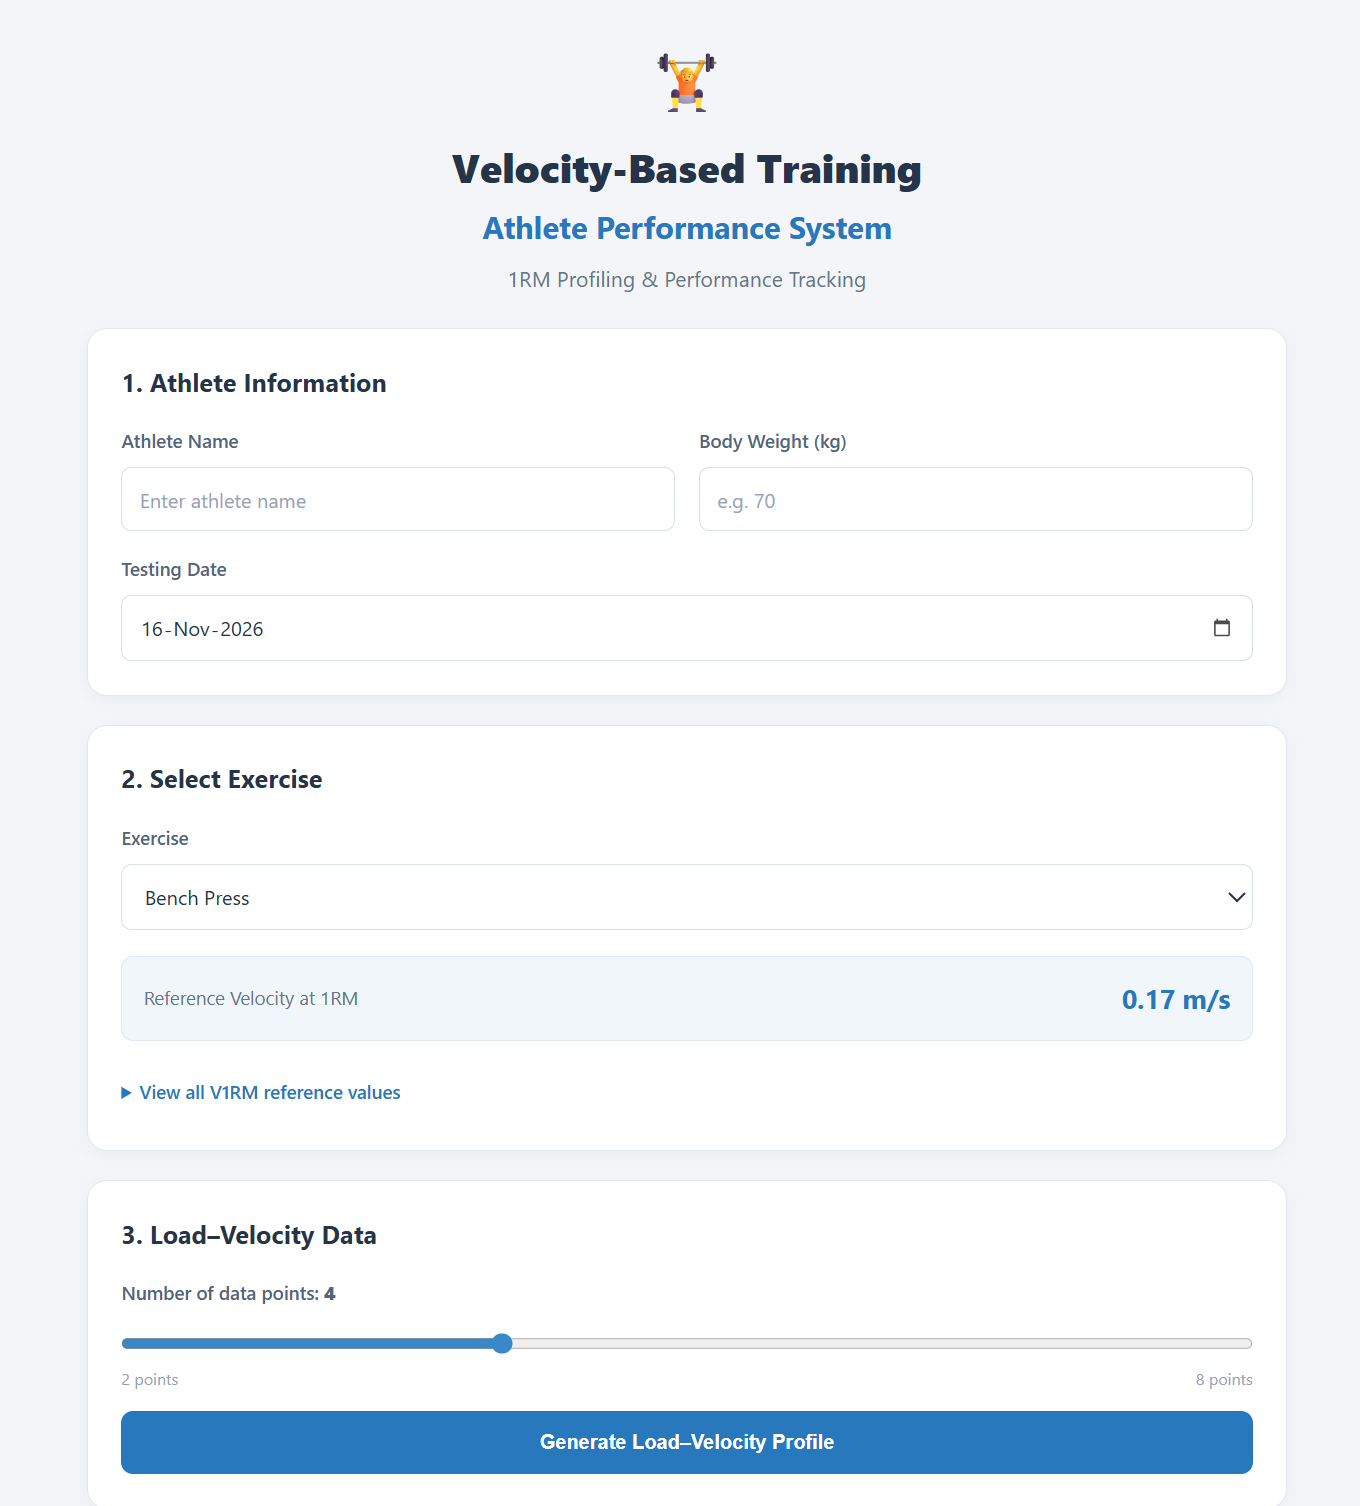 Velocity-Based Training
Athlete Performance System
1RM Profiling & Performance Tracking
1. Athlete Information
Athlete Name
Body Weight (kg)
Enter athlete name
e.g. 70
Testing Date
16-Nov-2026
2. Select Exercise
Exercise
Bench Press
Reference Velocity at 1RM
0.17 m/s
View all V1RM reference values
3. Load–Velocity Data
Number of data points: 4
2 points
8 points
Generate Load–Velocity Profile